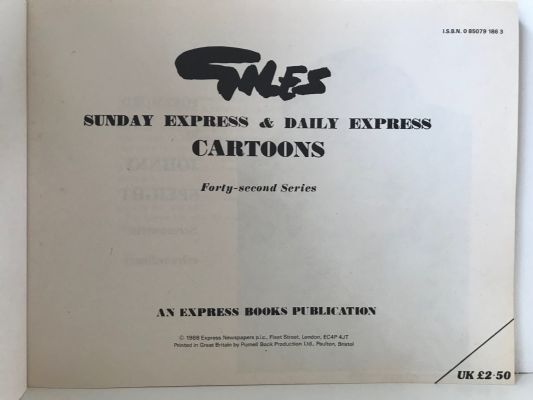 I.S.B.N. 0 85079 186 3
GILES
SUNDAY EXPRESS & DAILY EXPRESS
CARTOONS
Forty-second Series
AN EXPRESS BOOKS PUBLICATION
© 1988 Express Newspapers p.l.c., Fleet Street, London, EC4P 4JT
Printed in Great Britain by Purnell Book Production Ltd., Paulton, Bristol
UK £2·50